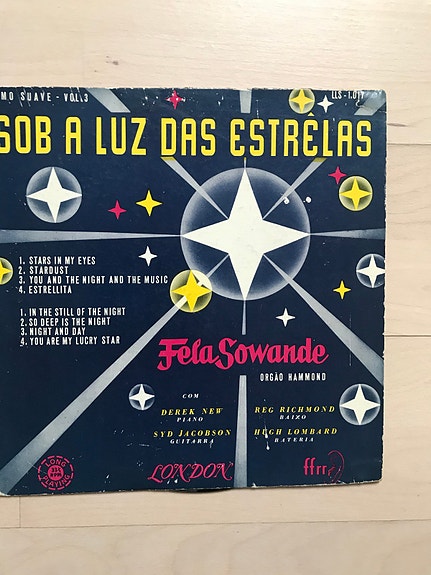 MO SUAVE - VOL. 3
LLS - 1.017
SOB A LUZ DAS ESTRÊLAS
1. STARS IN MY EYES
2. STARDUST
3. YOU AND THE NIGHT AND THE MUSIC
4. ESTRELLITA
1. IN THE STILL OF THE NIGHT
2. SO DEEP IS THE NIGHT
3. NIGHT AND DAY
4. YOU ARE MY LUCRY STAR
Fela Sowande
ORGÃO HAMMOND
COM
DEREK NEW
PIANO
REG RICHMOND
BAIXO
SYD JACOBSON
GUITARRA
HUGH LOMBARD
BATERIA
LONG
PLAYING
LONDON
ffrr